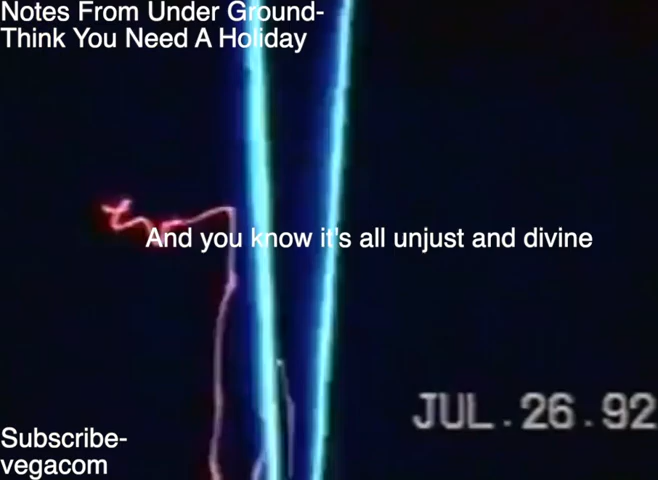 Notes From Under Ground-
Think You Need A Holiday
And you know it's all unjust and divine
JUL.26.92
Subscribe-
vegacom